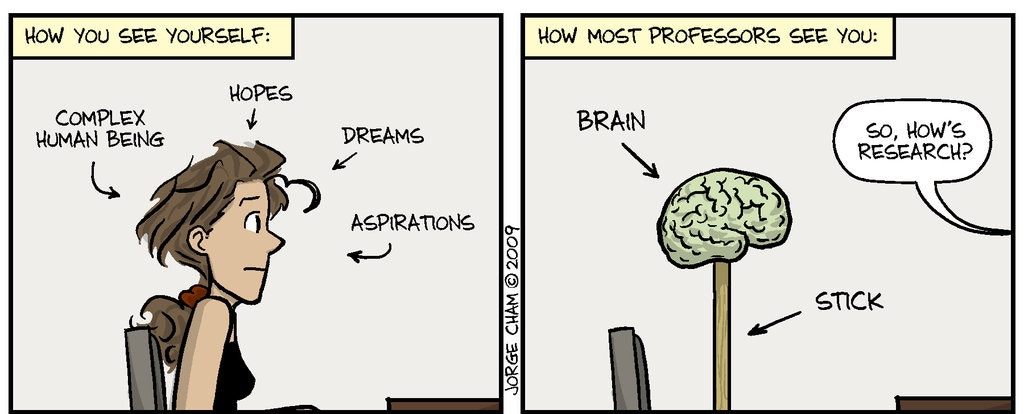 HOW YOU SEE YOURSELF:
HOPES
COMPLEX
HUMAN BEING
DREAMS
ASPIRATIONS
JORGE CHAM © 2009
HOW MOST PROFESSORS SEE YOU:
BRAIN
SO, HOW'S
RESEARCH?
STICK